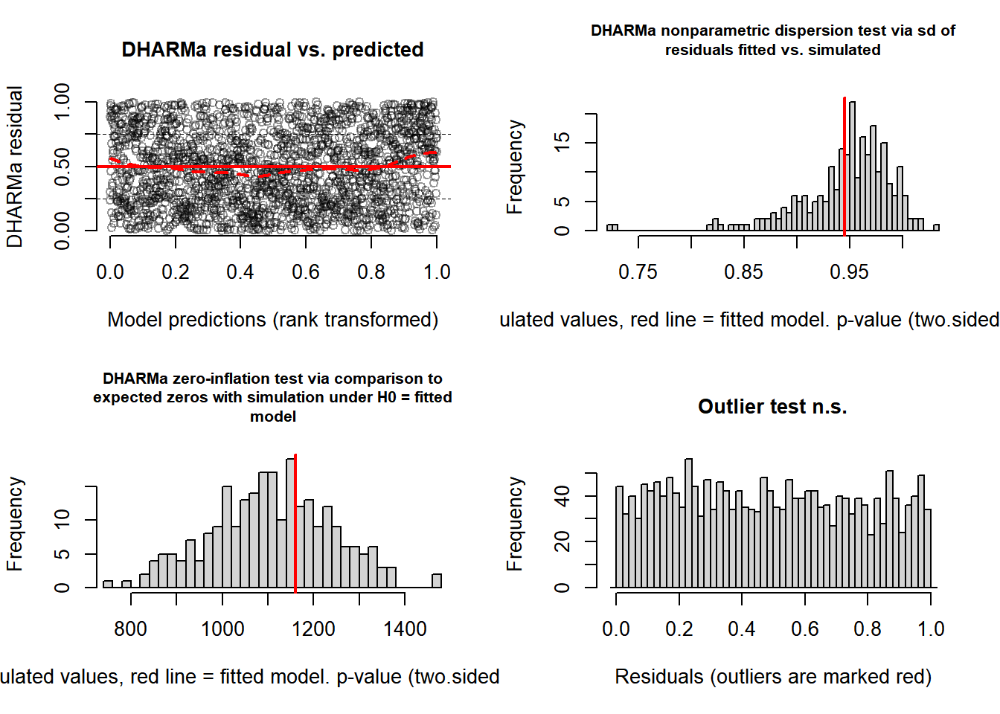 DHARMa residual vs. predicted
DHARMa residual
0.00 0.50 1.00
0.0 0.2 0.4 0.6 0.8 1.0
Model predictions (rank transformed)
DHARMa nonparametric dispersion test via sd of
residuals fitted vs. simulated
Frequency
0 5 15
0.75 0.85 0.95
ulated values, red line = fitted model. p-value (two.sided
DHARMa zero-inflation test via comparison to
expected zeros with simulation under H0 = fitted
model
Frequency
0 5 10
800 1000 1200 1400
ulated values, red line = fitted model. p-value (two.sided
Outlier test n.s.
Frequency
0 20 40
0.0 0.2 0.4 0.6 0.8 1.0
Residuals (outliers are marked red)